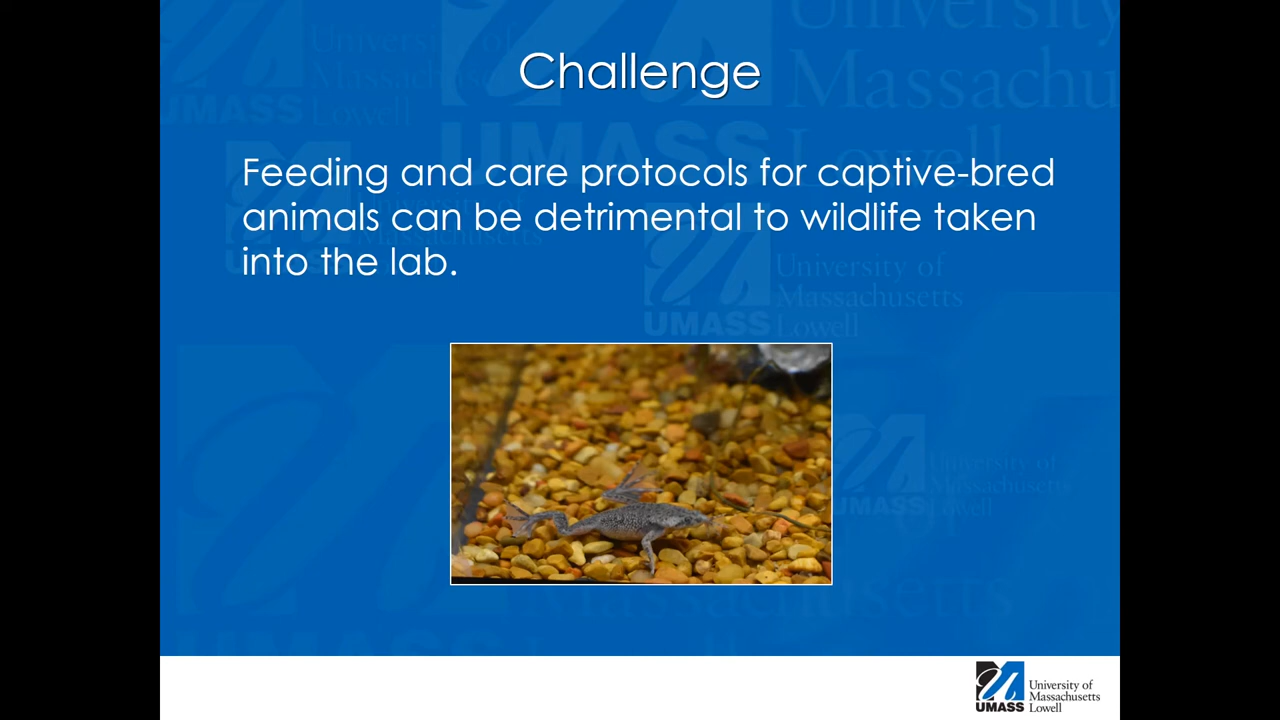 Challenge
Feeding and care protocols for captive-bred
animals can be detrimental to wildlife taken
into the lab.
University of
Massachusetts
Lowell
UMASS